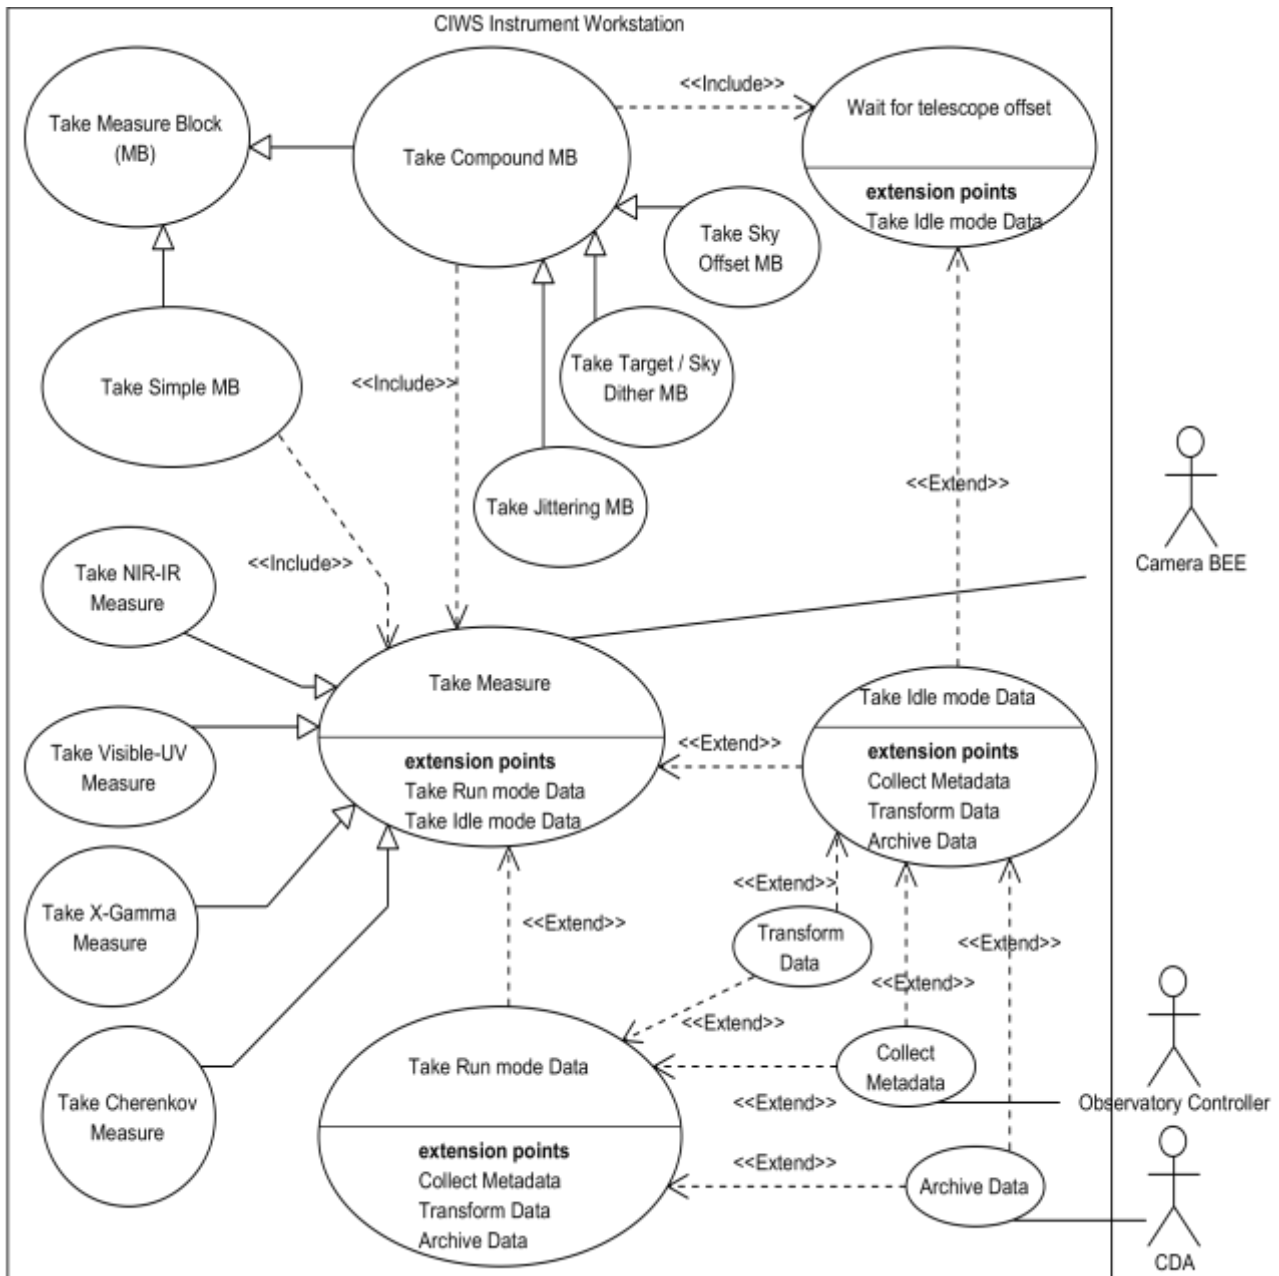 CIWS Instrument Workstation
Take Measure Block
(MB)
Take Compound MB
<<Include>>
Wait for telescope offset
extension points
Take Idle mode Data
Take Sky
Offset MB
Take Simple MB
<<Include>>
Take Target / Sky
Dither MB
Take Jittering MB
<<Extend>>
Camera BEE
Take NIR-IR
Measure
<<Include>>
Take Measure
extension points
Take Run mode Data
Take Idle mode Data
<<Extend>>
Take Idle mode Data
extension points
Collect Metadata
Transform Data
Archive Data
Take Visible-UV
Measure
Take X-Gamma
Measure
Take Cherenkov
Measure
<<Extend>>
<<Extend>>
Transform
Data
<<Extend>>
<<Extend>>
<<Extend>>
Take Run mode Data
extension points
Collect Metadata
Transform Data
Archive Data
Collect
Metadata
<<Extend>>
Observatory Controller
<<Extend>>
Archive Data
CDA